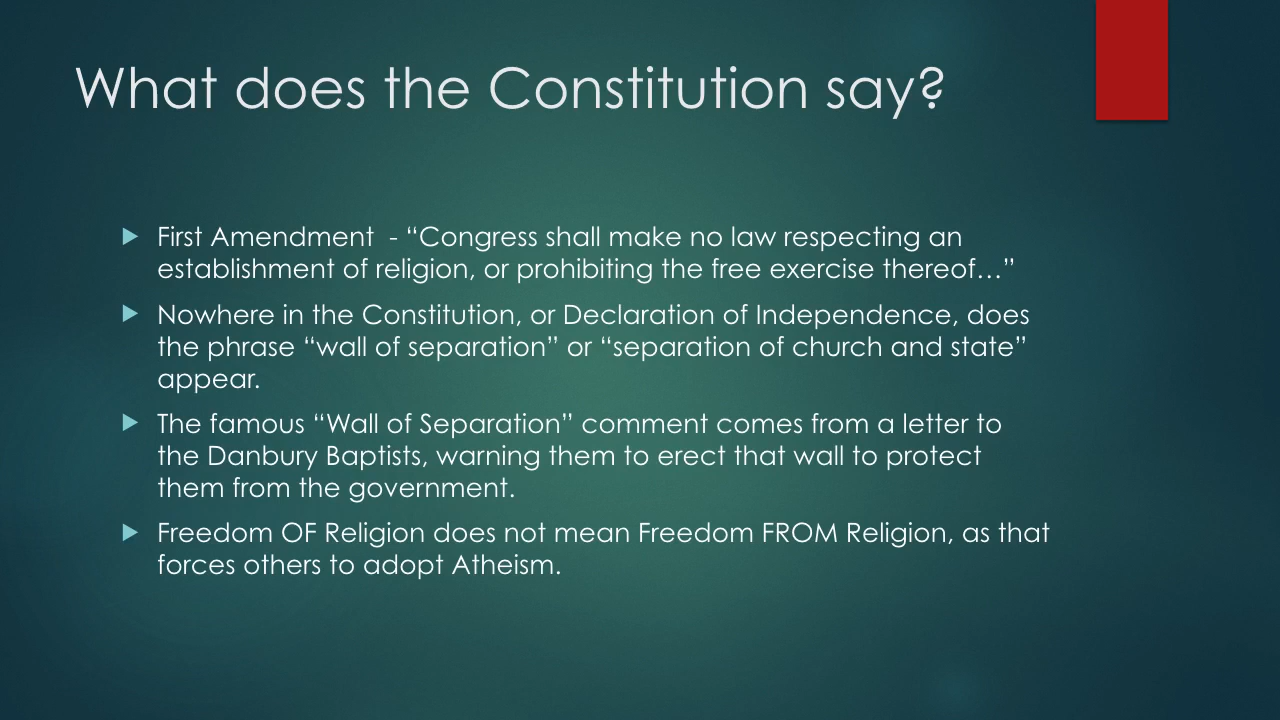 What does the Constitution say?
First Amendment  - “Congress shall make no law respecting an
establishment of religion, or prohibiting the free exercise thereof…”
Nowhere in the Constitution, or Declaration of Independence, does
the phrase “wall of separation” or “separation of church and state”
appear.
The famous “Wall of Separation” comment comes from a letter to
the Danbury Baptists, warning them to erect that wall to protect
them from the government.
Freedom OF Religion does not mean Freedom FROM Religion, as that
forces others to adopt Atheism.